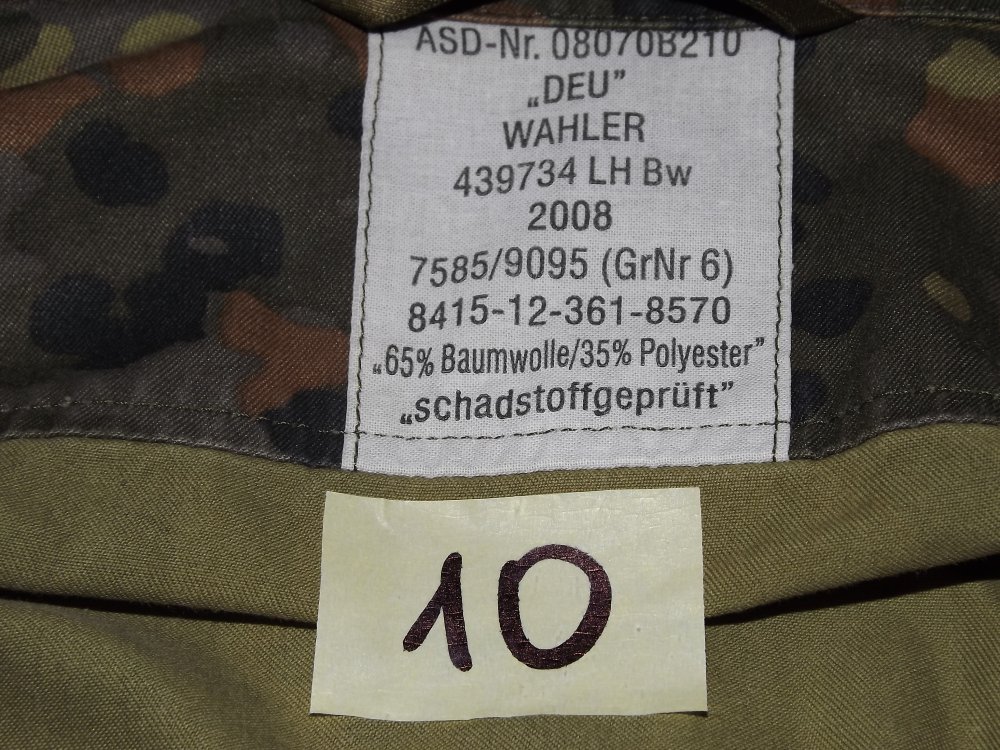 ASD-Nr. 08070B210
„DEU”
WAHLER
439734 LH Bw
2008
7585/9095 (GrNr 6)
8415-12-361-8570
„65% Baumwolle/35% Polyester”
„schadstoffgeprüft”
10